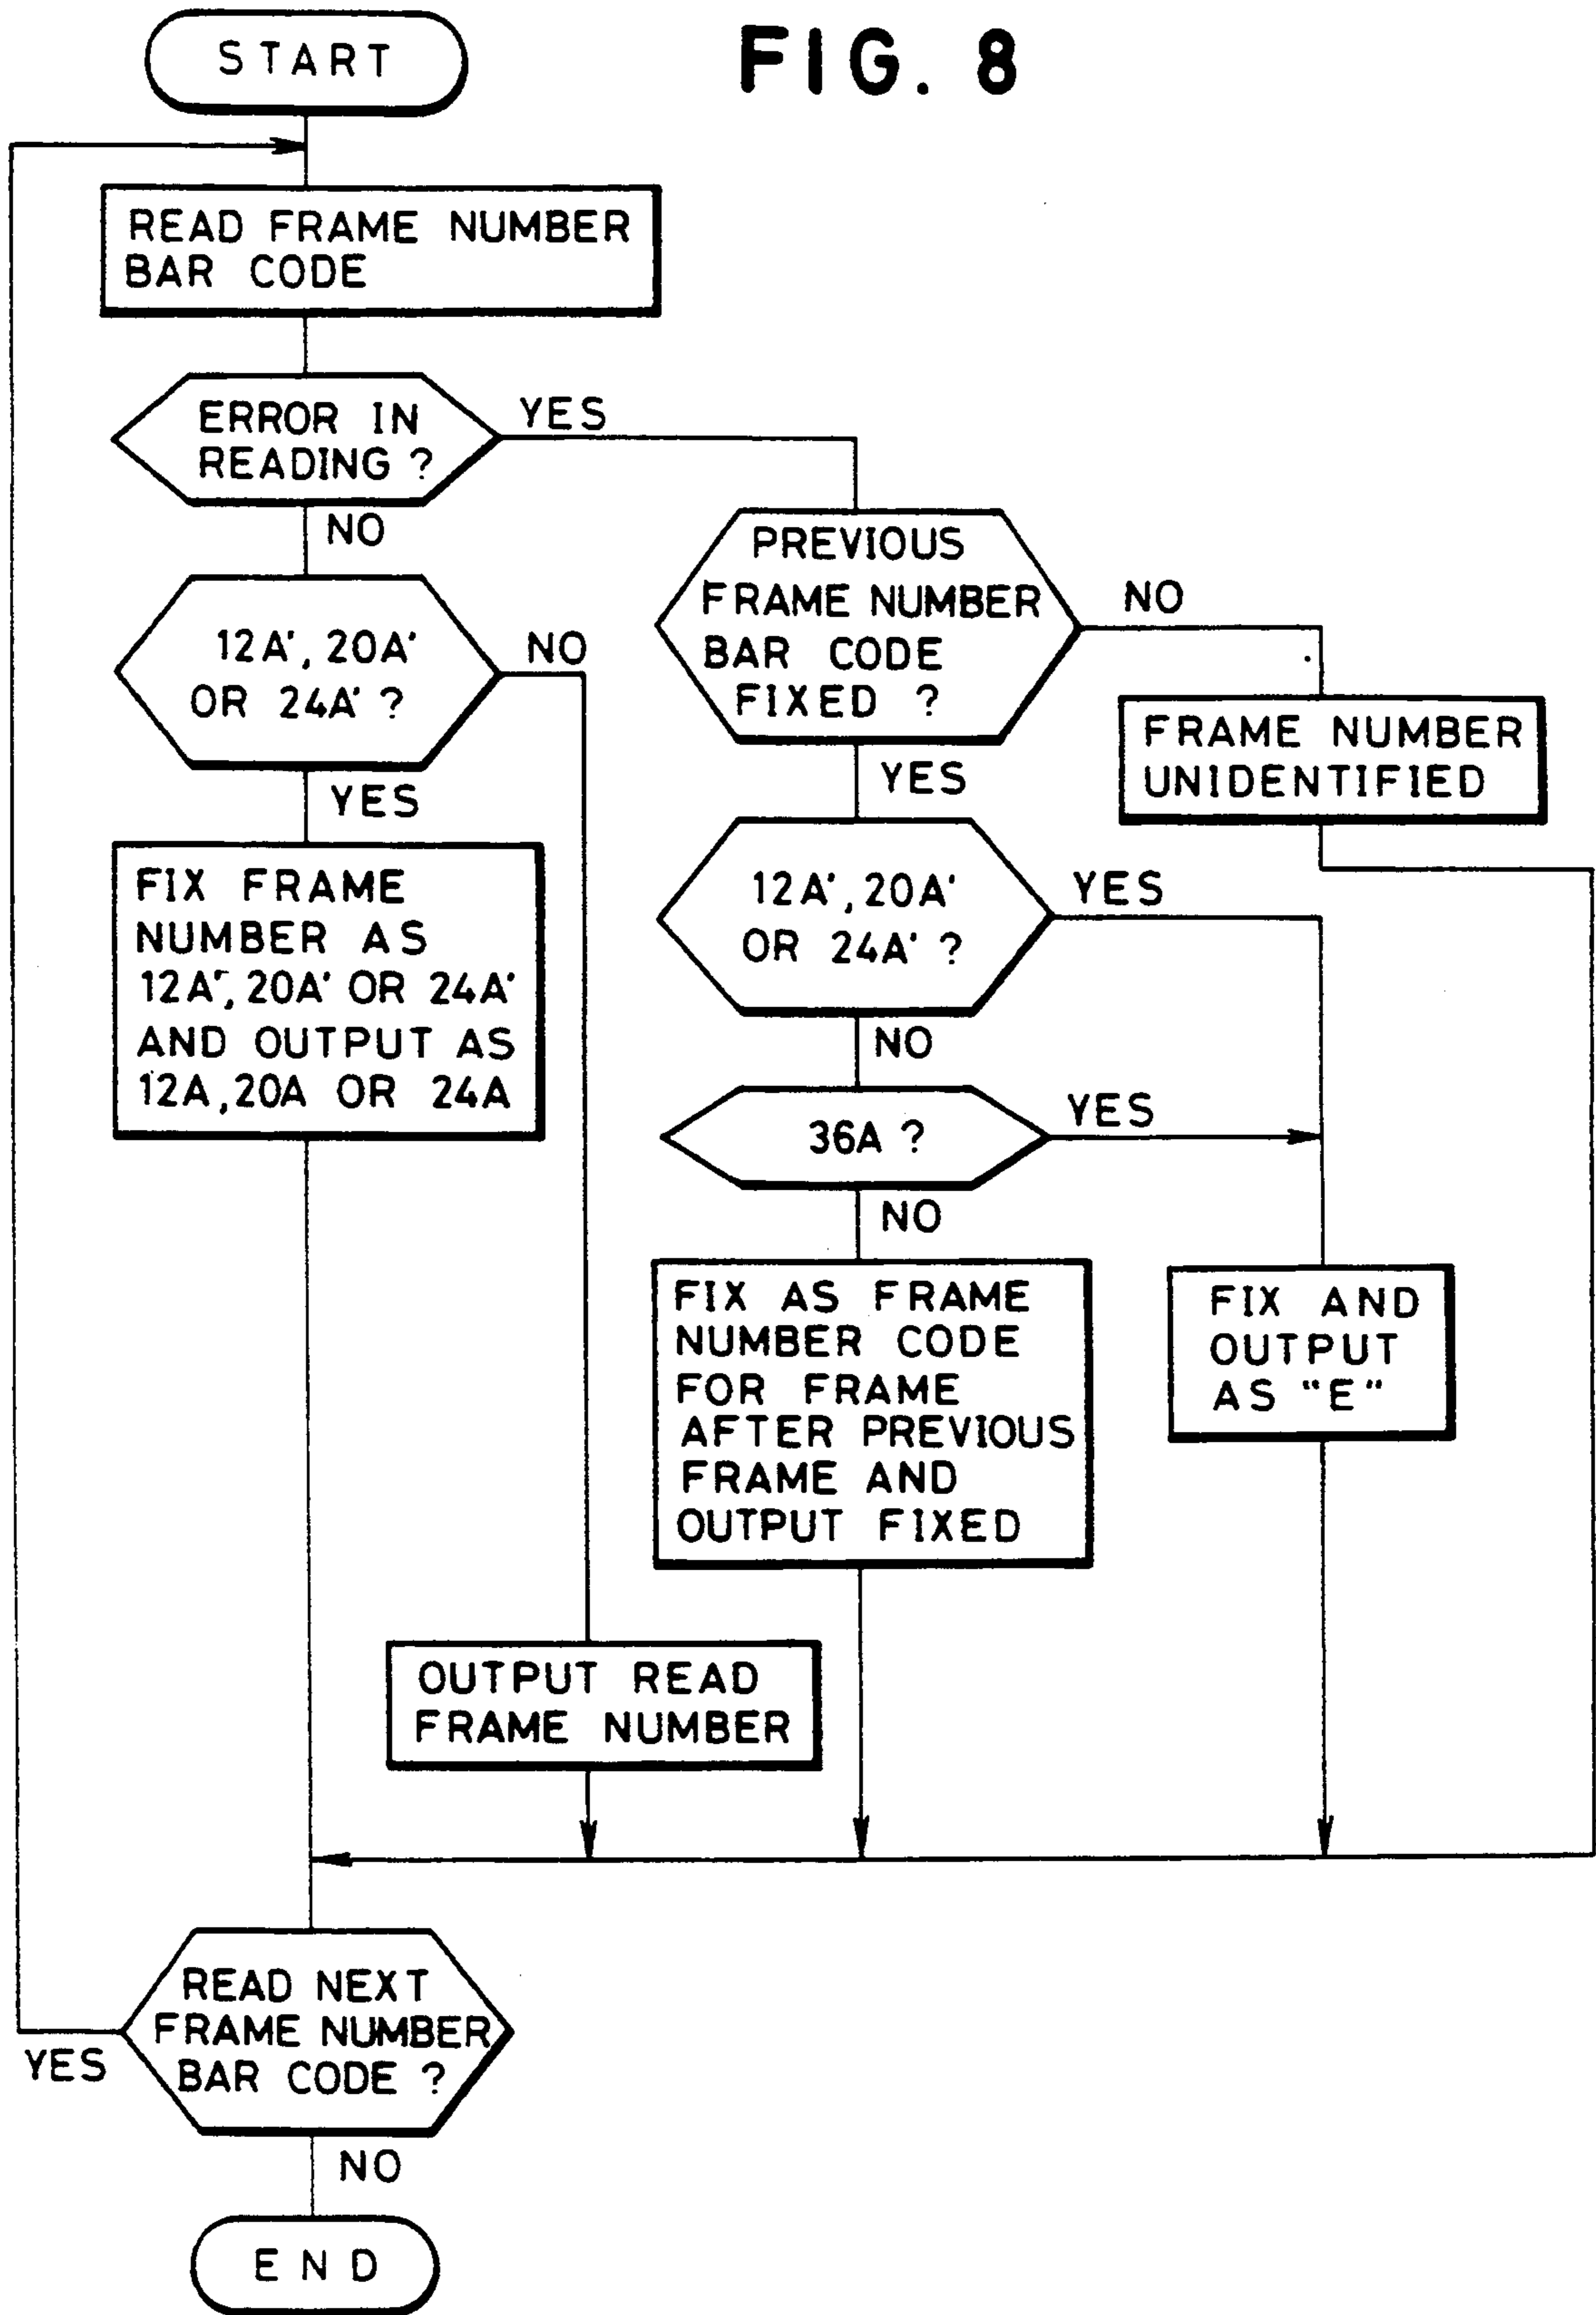 FIG. 8
START
READ FRAME NUMBER
BAR CODE
ERROR IN
READING ?
YES
NO
12A', 20A'
OR 24A' ?
NO
YES
FIX FRAME
NUMBER AS
12A', 20A' OR 24A'
AND OUTPUT AS
12A, 20A OR 24A
PREVIOUS
FRAME NUMBER
BAR CODE
FIXED ?
NO
YES
FRAME NUMBER
UNIDENTIFIED
12A', 20A'
OR 24A' ?
YES
NO
36A ?
YES
NO
FIX AS FRAME
NUMBER CODE
FOR FRAME
AFTER PREVIOUS
FRAME AND
OUTPUT FIXED
FIX AND
OUTPUT
AS "E"
OUTPUT READ
FRAME NUMBER
READ NEXT
FRAME NUMBER
BAR CODE ?
YES
NO
END